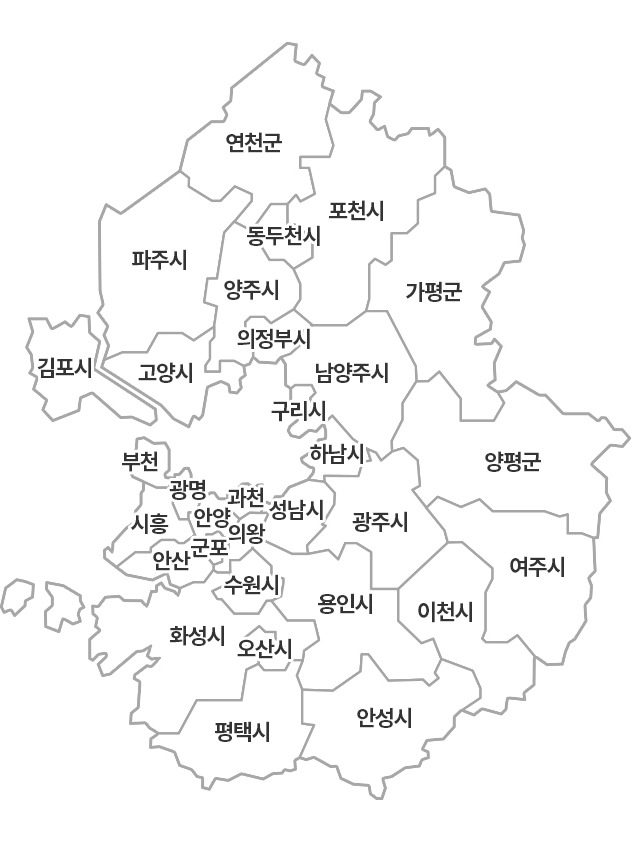 연천군
포천시
동두천시
파주시
양주시
가평군
의정부시
김포시
고양시
남양주시
구리시
하남시
부천
양평군
광명
과천
성남시
안양
시흥
광주시
의왕
군포
안산
여주시
수원시
용인시
이천시
화성시
오산시
안성시
평택시